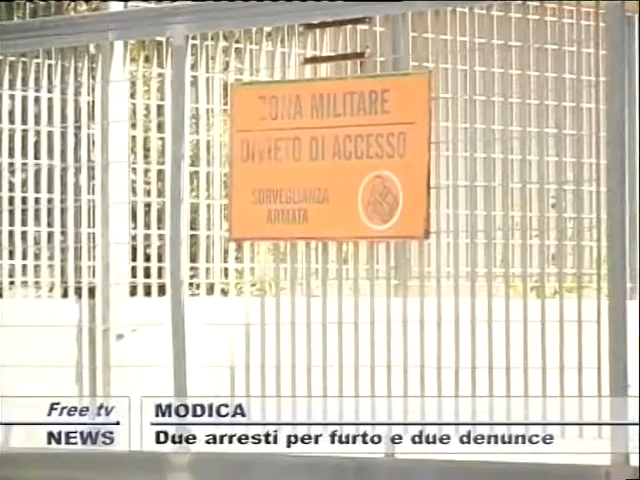 ZONA MILITARE
DIVIETO DI ACCESSO
SORVEGLIANZA
ARMATA
Free tv
NEWS
MODICA
Due arresti per furto e due denunce